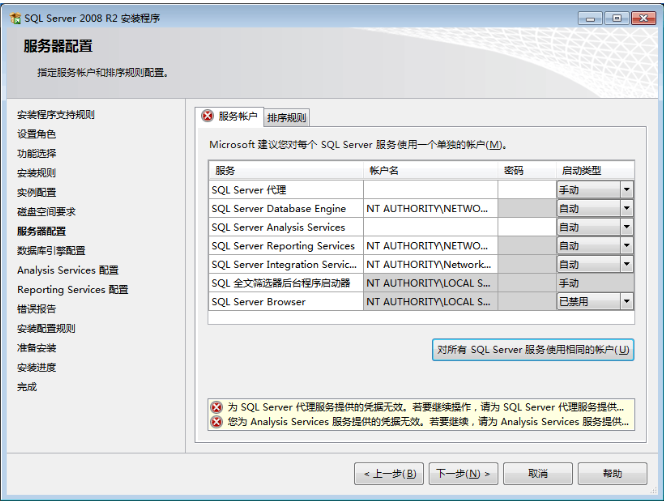 SQL Server 2008 R2 安装程序
服务器配置
指定服务帐户和排序规则配置。
安装程序支持规则
设置角色
功能选择
安装规则
实例配置
磁盘空间要求
服务器配置
数据库引擎配置
Analysis Services 配置
Reporting Services 配置
错误报告
安装配置规则
准备安装
安装进度
完成
服务帐户 排序规则
Microsoft 建议您对每个 SQL Server 服务使用一个单独的帐户(M)。
服务 帐户名 密码 启动类型
SQL Server 代理 手动
SQL Server Database Engine NT AUTHORITY\NETWO... 自动
SQL Server Analysis Services 自动
SQL Server Reporting Services NT AUTHORITY\NETWO... 自动
SQL Server Integration Servic... NT AUTHORITY\Network... 自动
SQL 全文筛选器后台程序启动器 NT AUTHORITY\LOCAL S... 手动
SQL Server Browser NT AUTHORITY\LOCAL S... 已禁用
对所有 SQL Server 服务使用相同的帐户(U)
为 SQL Server 代理服务提供的凭据无效。若要继续操作，请为 SQL Server 代理服务提供...
您为 Analysis Services 服务提供的凭据无效。若要继续，请为 Analysis Services 服务提供...
< 上一步(B) 下一步(N) > 取消 帮助